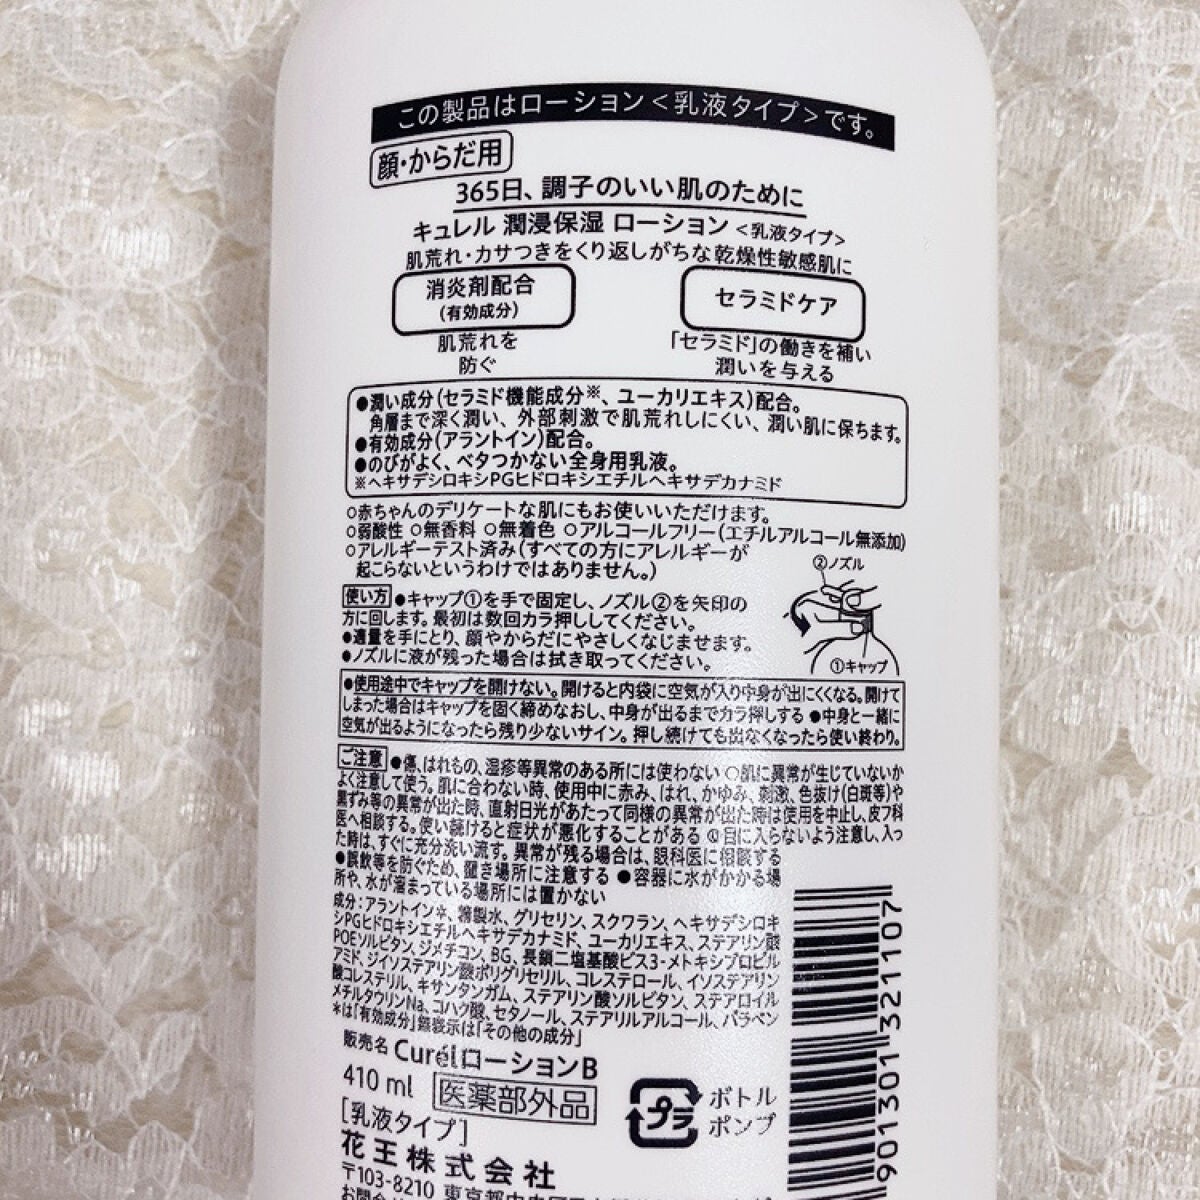 この製品はローション＜乳液タイプ＞です。
顔・からだ用
365日、調子のいい肌のために
キュレル 潤浸保湿 ローション＜乳液タイプ＞
肌荒れ・カサつきをくり返しがちな乾燥性敏感肌に
消炎剤配合
(有効成分)
肌荒れを
防ぐ
セラミドケア
「セラミド」の働きを補い
潤いを与える
●潤い成分(セラミド機能成分※、ユーカリエキス)配合。
角層まで深く潤い、外部刺激で肌荒れしにくい、潤い肌に保ちます。
●有効成分(アラントイン)配合。
●のびがよく、ベタつかない全身用乳液。
※ヘキサデシロキシPGヒドロキシエチルヘキサデカナミド
○赤ちゃんのデリケートな肌にもお使いいただけます。
○弱酸性 ○無香料 ○無着色 ○アルコールフリー(エチルアルコール無添加)
○アレルギーテスト済み(すべての方にアレルギーが
起こらないというわけではありません。)
②ノズル
①キャップ
使い方 ●キャップ①を手で固定し、ノズル②を矢印の
方に回します。最初は数回カラ押ししてください。
●適量を手にとり、顔やからだにやさしくなじませます。
●ノズルに液が残った場合は拭き取ってください。
●使用途中でキャップを開けない。開けると内袋に空気が入り中身が出にくくなる。開けて
しまった場合はキャップを固く締めなおし、中身が出るまでカラ押しする ●中身と一緒に
空気が出るようになったら残り少ないサイン。押し続けても出なくなったら使い終わり。
ご注意 ●傷、はれもの、湿疹等異常のある所には使わない ○肌に異常が生じていないか
よく注意して使う。肌に合わない時、使用中に赤み、はれ、かゆみ、刺激、色抜け(白斑等)や
黒ずみ等の異常が出た時、直射日光があたって同様の異常が出た時は使用を中止し、皮フ科
医へ相談する。使い続けると症状が悪化することがある ●目に入らないよう注意し、入っ
た時は、すぐに充分洗い流す。異常が残る場合は、眼科医に相談する
●誤飲等を防ぐため、置き場所に注意する ●容器に水がかかる場
所や、水が溜まっている場所には置かない
成分：アラントイン＊、精製水、グリセリン、スクワラン、ヘキサデシロキ
シPGヒドロキシエチルヘキサデカナミド、ユーカリエキス、ステアリン酸
POEソルビタン、ジメチコン、BG、長鎖二塩基酸ビス3-メトキシプロピル
アミド、ジイソステアリン酸ポリグリセリル、コレステロール、イソステアリン
酸コレステリル、キサンタンガム、ステアリン酸ソルビタン、ステアロイル
メチルタウリンNa、コハク酸、セタノール、ステアリルアルコール、パラベン
＊は「有効成分」無表示は「その他の成分」
販売名 CurélローションB
410 ml 医薬部外品
[乳液タイプ]
プラ
ボトル
ポンプ
花王株式会社
〒103-8210
901301 321107